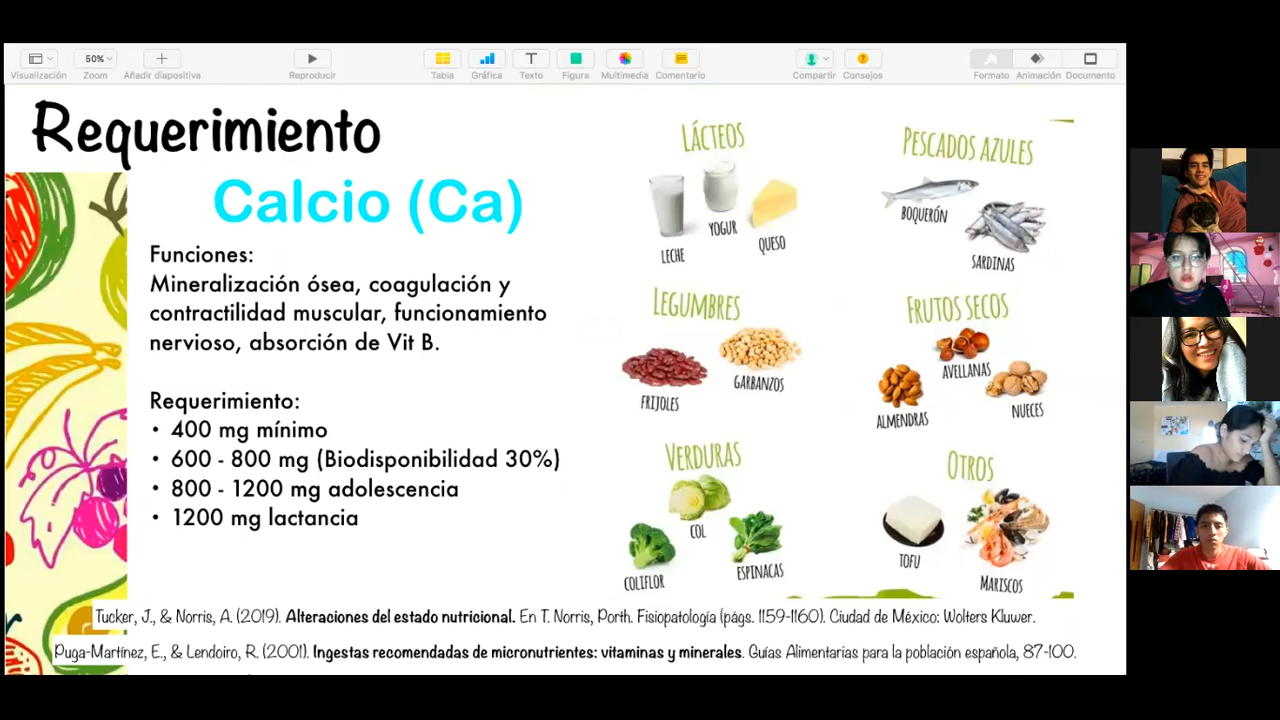 50%
Visualización
Zoom
Añadir diapositiva
Reproducir
Tabla
Gráfica
Texto
Figura
Multimedia
Comentario
Compartir
Consejos
Formato
Animación
Documento
Requerimiento
Calcio (Ca)
Funciones:
Mineralización ósea, coagulación y
contractilidad muscular, funcionamiento
nervioso, absorción de Vit B.
Requerimiento:
• 400 mg mínimo
• 600 - 800 mg (Biodisponibilidad 30%)
• 800 - 1200 mg adolescencia
• 1200 mg lactancia
LÁCTEOS
LECHE
YOGUR
QUESO
PESCADOS AZULES
BOQUERÓN
SARDINAS
LEGUMBRES
FRIJOLES
GARBANZOS
FRUTOS SECOS
ALMENDRAS
AVELLANAS
NUECES
VERDURAS
COLIFLOR
COL
ESPINACAS
OTROS
TOFU
MARISCOS
Tucker, J., & Norris, A. (2019). Alteraciones del estado nutricional. En T. Norris, Porth. Fisiopatología (págs. 1159-1160). Ciudad de México: Wolters Kluwer.
Puga-Martínez, E., & Lendoiro, R. (2001). Ingestas recomendadas de micronutrientes: vitaminas y minerales. Guías Alimentarias para la población española, 87-100.